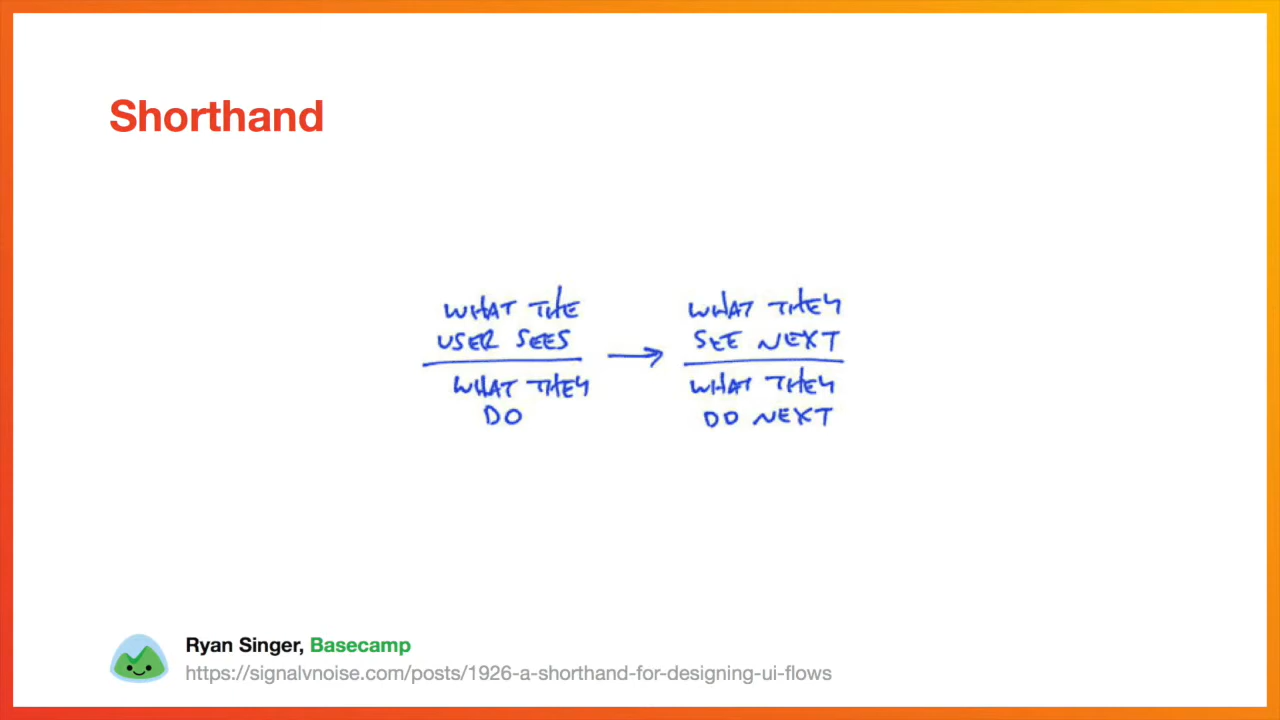 Shorthand
WHAT THE
USER SEES
WHAT THEY
DO
WHAT THEY
SEE NEXT
WHAT THEY
DO NEXT
Ryan Singer, Basecamp
https://signalvnoise.com/posts/1926-a-shorthand-for-designing-ui-flows